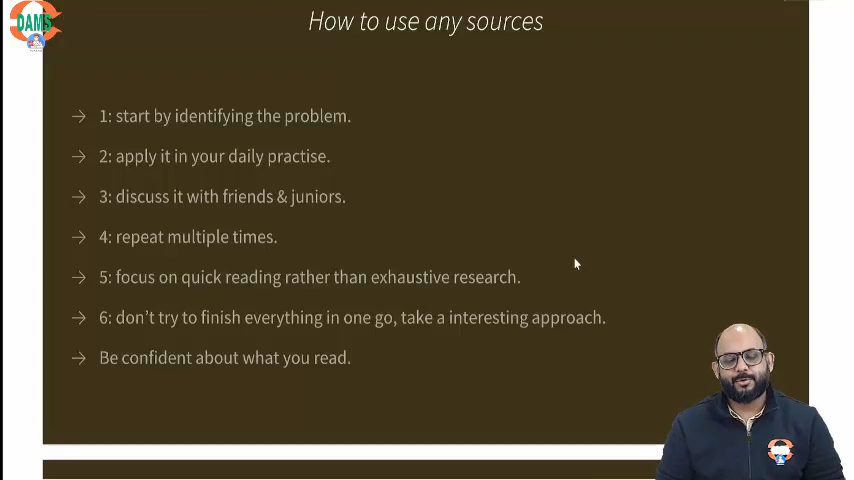 DAMS
How to use any sources
→ 1: start by identifying the problem.
→ 2: apply it in your daily practise.
→ 3: discuss it with friends & juniors.
→ 4: repeat multiple times.
→ 5: focus on quick reading rather than exhaustive research.
→ 6: don't try to finish everything in one go, take a interesting approach.
→ Be confident about what you read.